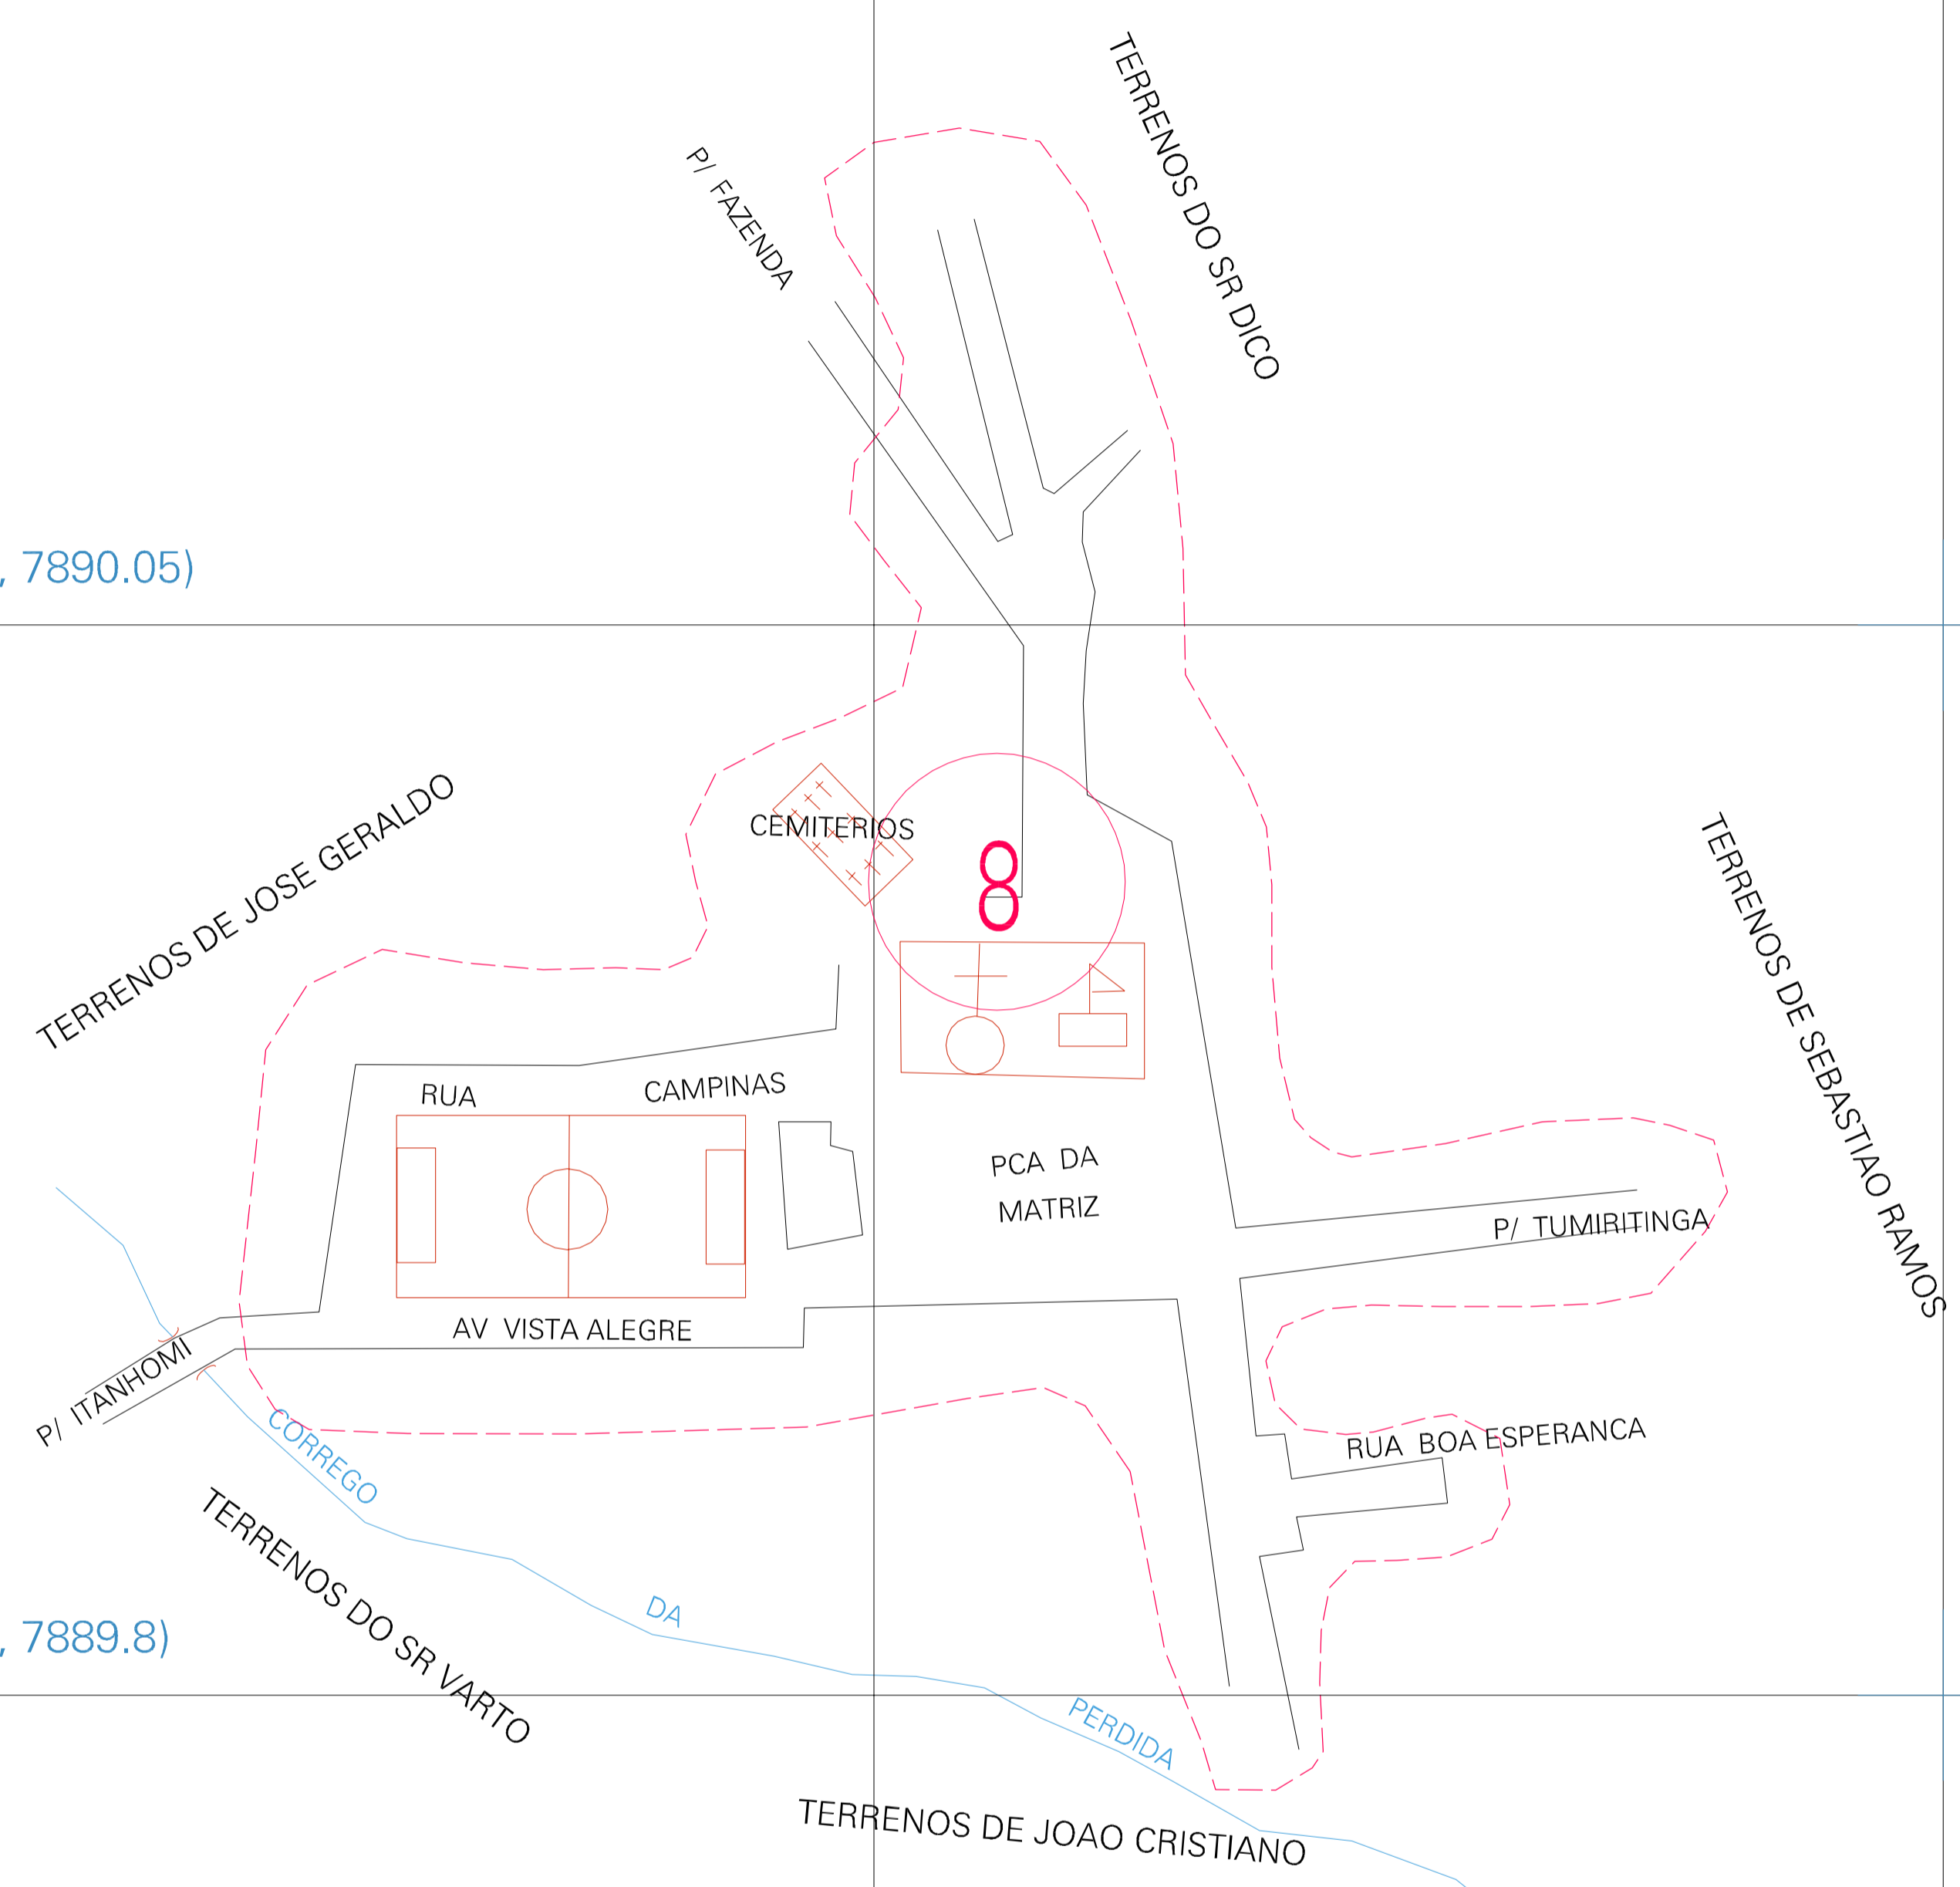 TERRENOS DO SR DICO
P/ FAZENDA
, 7890.05)
TERRENOS DE JOSE GERALDO
CEMITERIOS
8
TERRENOS DE SEBASTIAO RAMOS
RUA CAMPINAS
PCA DA
MATRIZ
P/ TUMIRITINGA
AV VISTA ALEGRE
P/ ITANHOMI
RUA BOA ESPERANCA
CORREGO DA PERDIDA
TERRENOS DO SR VARTO
, 7889.8)
TERRENOS DE JOAO CRISTIANO